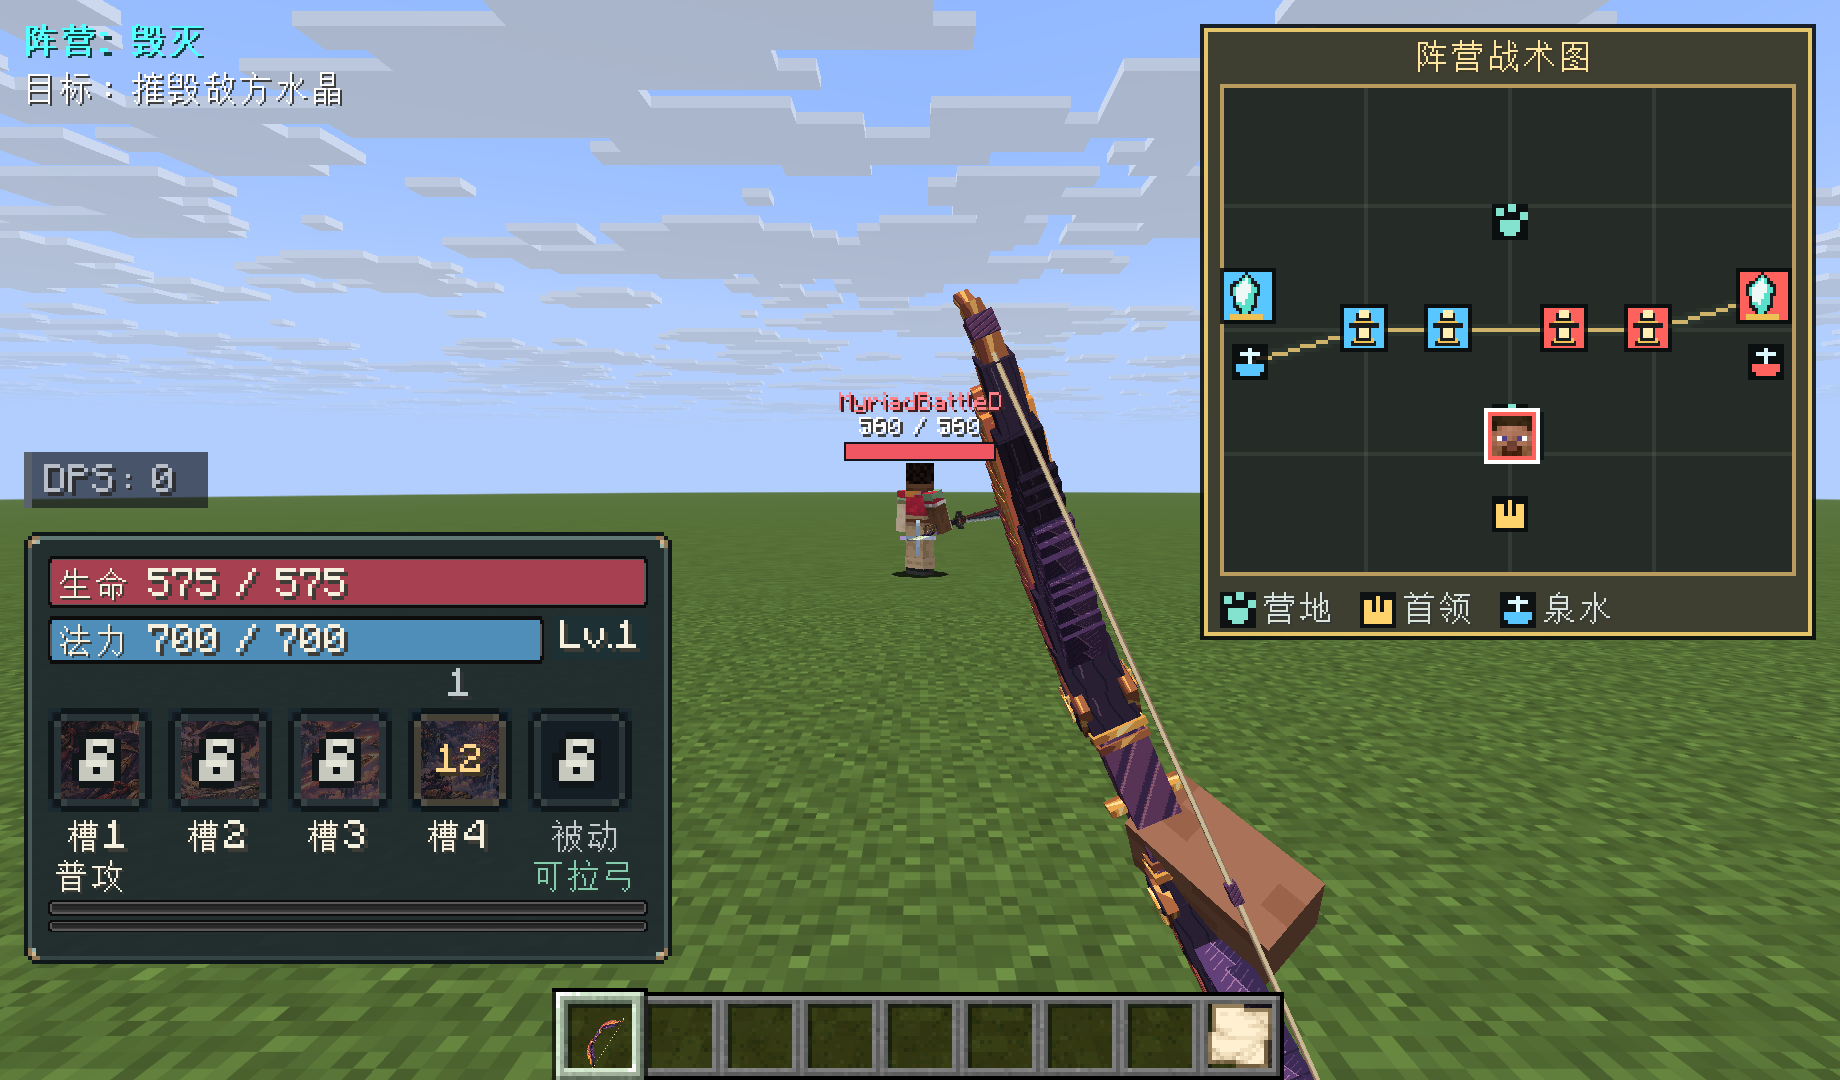 阵营: 毁灭
目标: 摧毁敌方水晶
阵营战术图
MyriadBattleD
DPS: 0
生命 575 / 575
法力 700 / 700
Lv.1
1
12
槽1
槽2
槽3
槽4
被动
普攻
可拉弓
营地
首领
泉水